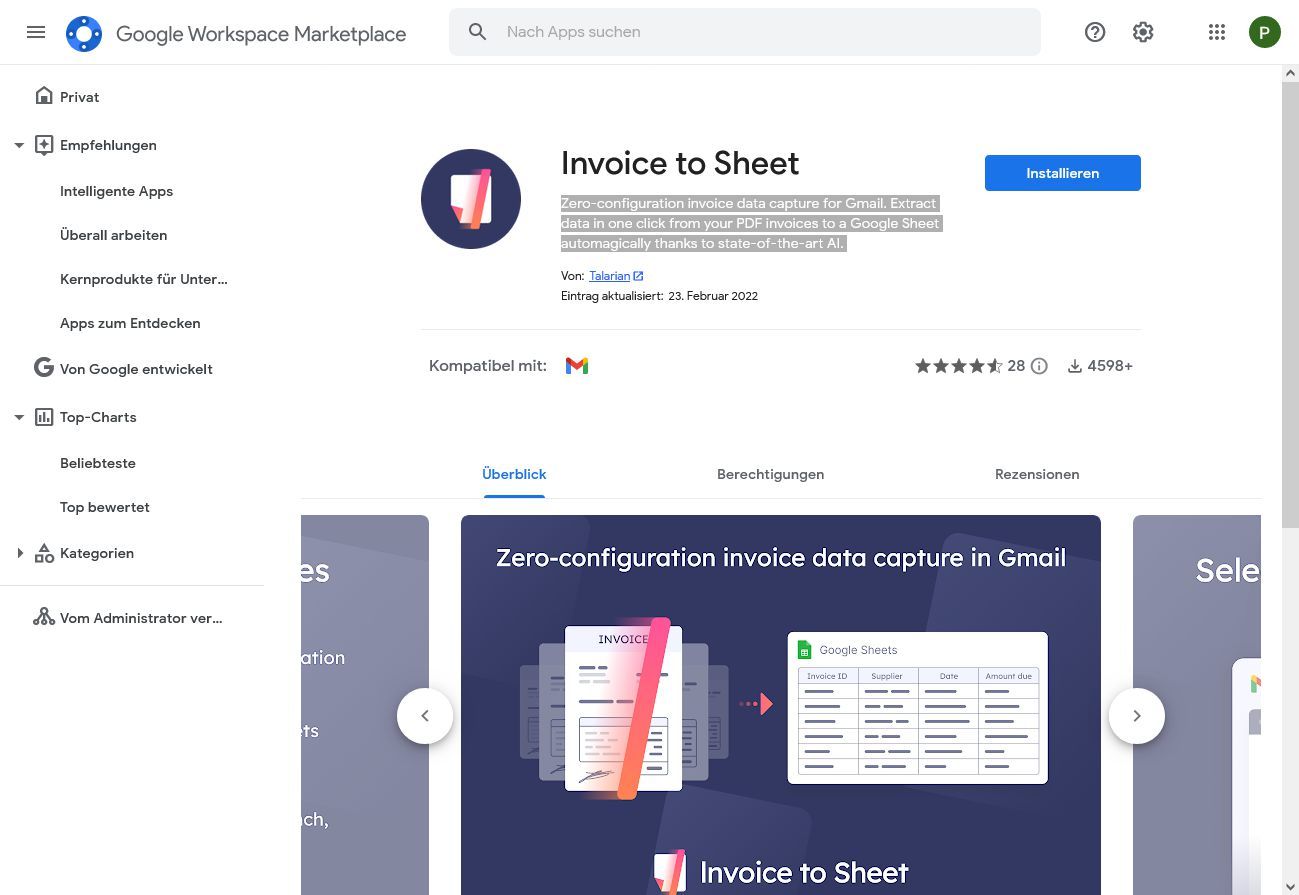 Google Workspace Marketplace
Nach Apps suchen
P
Privat
Empfehlungen
Intelligente Apps
Überall arbeiten
Kernprodukte für Unter...
Apps zum Entdecken
Von Google entwickelt
Top-Charts
Beliebteste
Top bewertet
Kategorien
Vom Administrator ver...
Invoice to Sheet
Installieren
Zero-configuration invoice data capture for Gmail. Extract
data in one click from your PDF invoices to a Google Sheet
automagically thanks to state-of-the-art AI.
Von: Talarian
Eintrag aktualisiert: 23. Februar 2022
Kompatibel mit:
28
4598+
Überblick
Berechtigungen
Rezensionen
es
ation
ets
nch,
Zero-configuration invoice data capture in Gmail
INVOICE
Google Sheets
Invoice ID Supplier Date Amount due
Invoice to Sheet
Sele